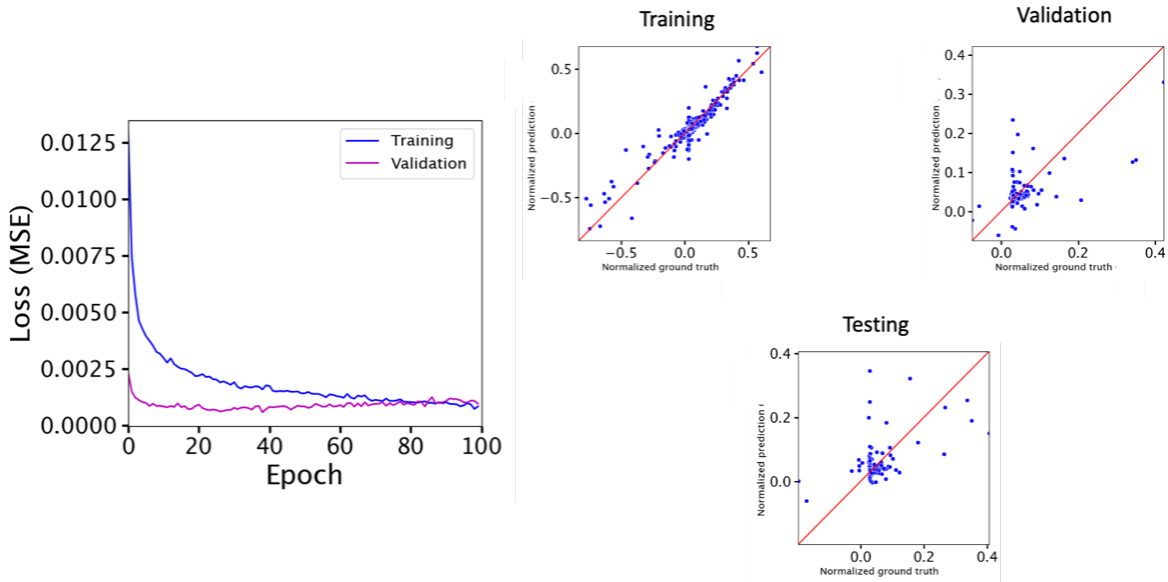 Training
Validation
Loss (MSE)
0.0125
0.0100
0.0075
0.0050
0.0025
0.0000
0
20
40
60
80
100
Epoch
Training
Validation
Normalized prediction
0.5
0.0
−0.5
−0.5
0.0
0.5
Normalized ground truth
Normalized prediction
0.4
0.3
0.2
0.1
0.0
0.0
0.2
0.4
Normalized ground truth
Testing
Normalized prediction
0.4
0.2
0.0
0.0
0.2
0.4
Normalized ground truth